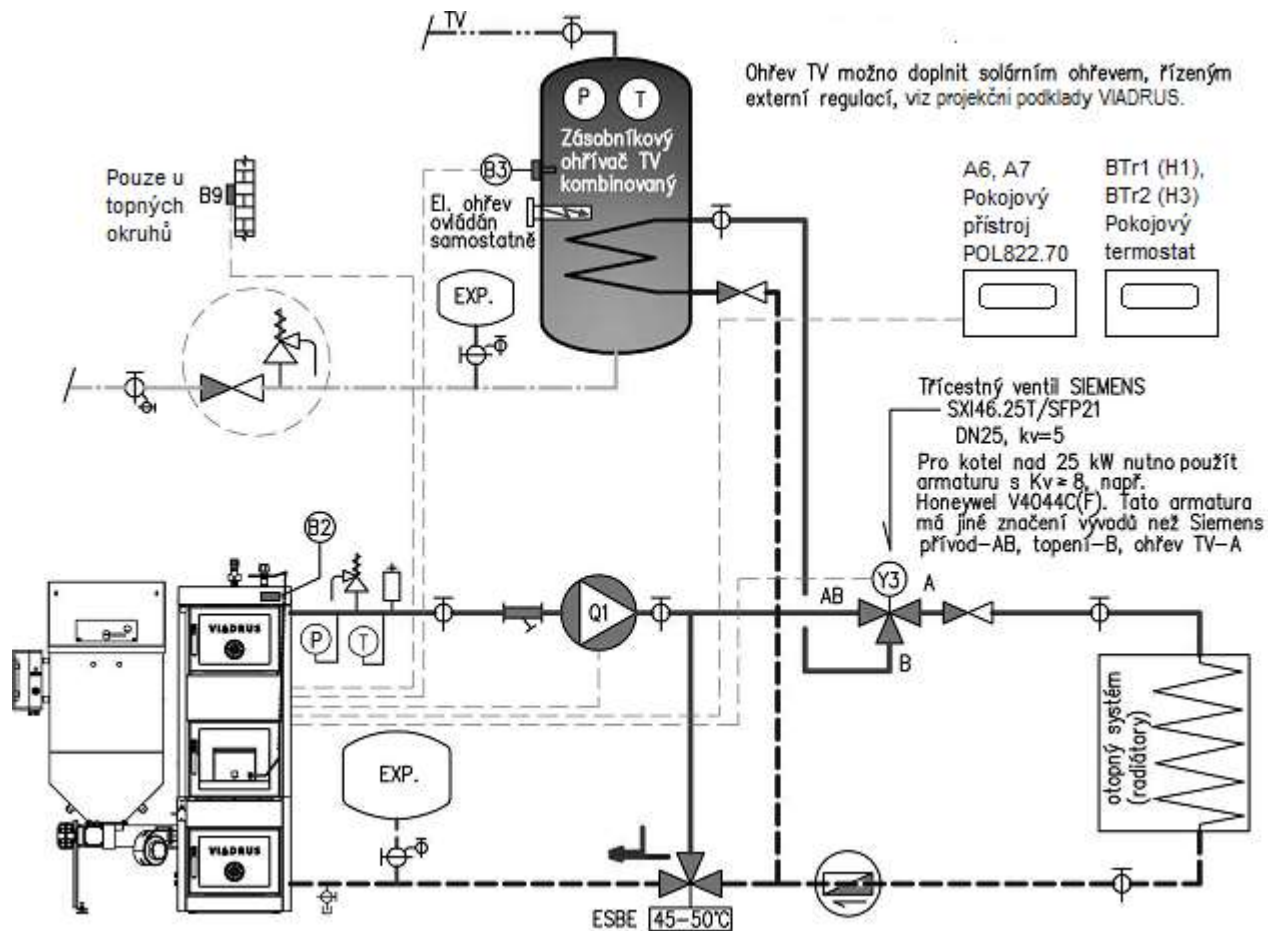 TV
Ohřev TV možno doplnit solárním ohřevem, řízeným
externí regulací, viz projekční podklady VIADRUS.
P
T
Zásobníkový
ohřívač TV
kombinovaný
B3
El. ohřev
ovládán
samostatně
Pouze u
topných
okruhů
B9
EXP.
A6, A7
Pokojový
přístroj
POL822.70
BTr1 (H1),
BTr2 (H3)
Pokojový
termostat
Třícestný ventil SIEMENS
SXI46.25T/SFP21
DN25, kv=5
Pro kotel nad 25 kW nutno použít
armaturu s Kv ≥ 8, např.
Honeywel V4044C(F). Tato armatura
má jiné značení vývodů než Siemens
přívod-AB, topení-B, ohřev TV-A
B2
Y3
AB
A
B
Q1
P
T
VIADRUS
EXP.
otopný systém
(radiátory)
VIADRUS
ESBE 45-50°C